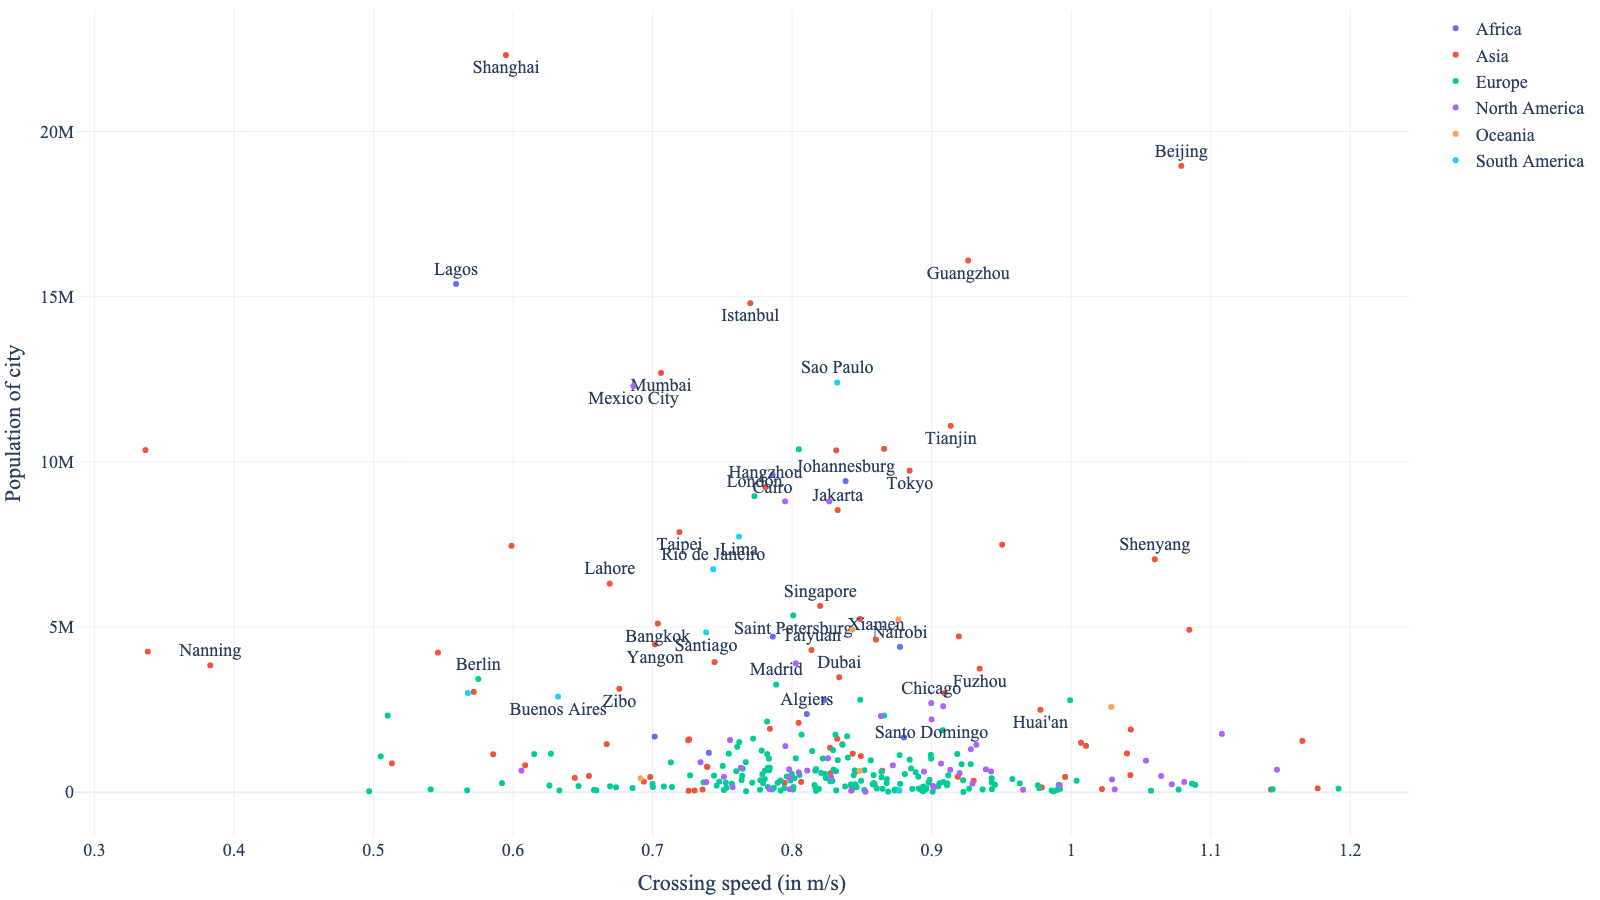 Africa
Asia
Europe
North America
Oceania
South America
Shanghai
20M
Beijing
Lagos
Guangzhou
15M
Istanbul
Sao Paulo
Mumbai
Mexico City
Tianjin
10M
Johannesburg
Hangzhou
London
Tokyo
Cairo
Jakarta
Taipei
Lima
Rio de Janeiro
Shenyang
Lahore
Singapore
5M
Saint Petersburg
Xiamen
Nairobi
Bangkok
Taiyuan
Santiago
Nanning
Yangon
Berlin
Dubai
Madrid
Fuzhou
Chicago
Algiers
Zibo
Buenos Aires
Huai'an
Santo Domingo
0
0.3
0.4
0.5
0.6
0.7
0.8
0.9
1
1.1
1.2
Crossing speed (in m/s)
Population of city